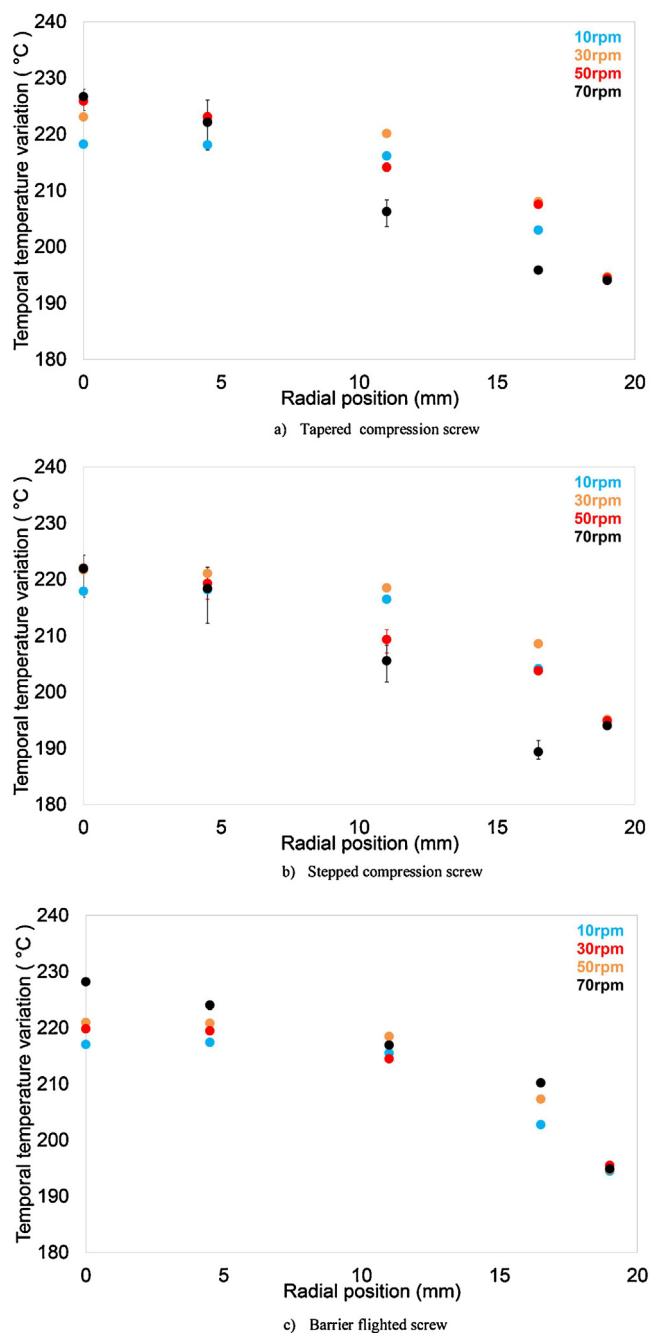 240
10rpm
30rpm
50rpm
70rpm
230
220
210
200
190
180
Temporal temperature variation ( °C)
0
5
10
15
20
Radial position (mm)
a) Tapered compression screw
240
10rpm
30rpm
50rpm
70rpm
230
220
210
200
190
180
Temporal temperature variation ( °C)
0
5
10
15
20
Radial position (mm)
b) Stepped compression screw
240
10rpm
30rpm
50rpm
70rpm
230
220
210
200
190
180
Temporal temperature variation ( °C)
0
5
10
15
20
Radial position (mm)
c) Barrier flighted screw